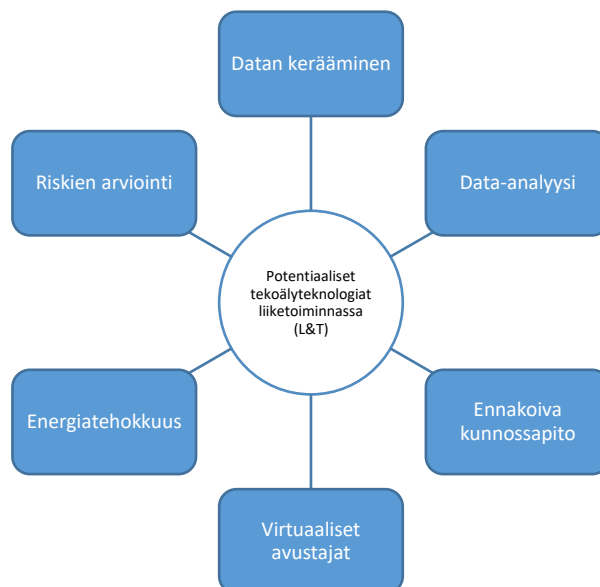 Datan kerääminen
Riskien arviointi
Data-analyysi
Potentiaaliset
tekoälyteknologiat
liiketoiminnassa
(L&T)
Energiatehokkuus
Ennakoiva
kunnossapito
Virtuaaliset
avustajat